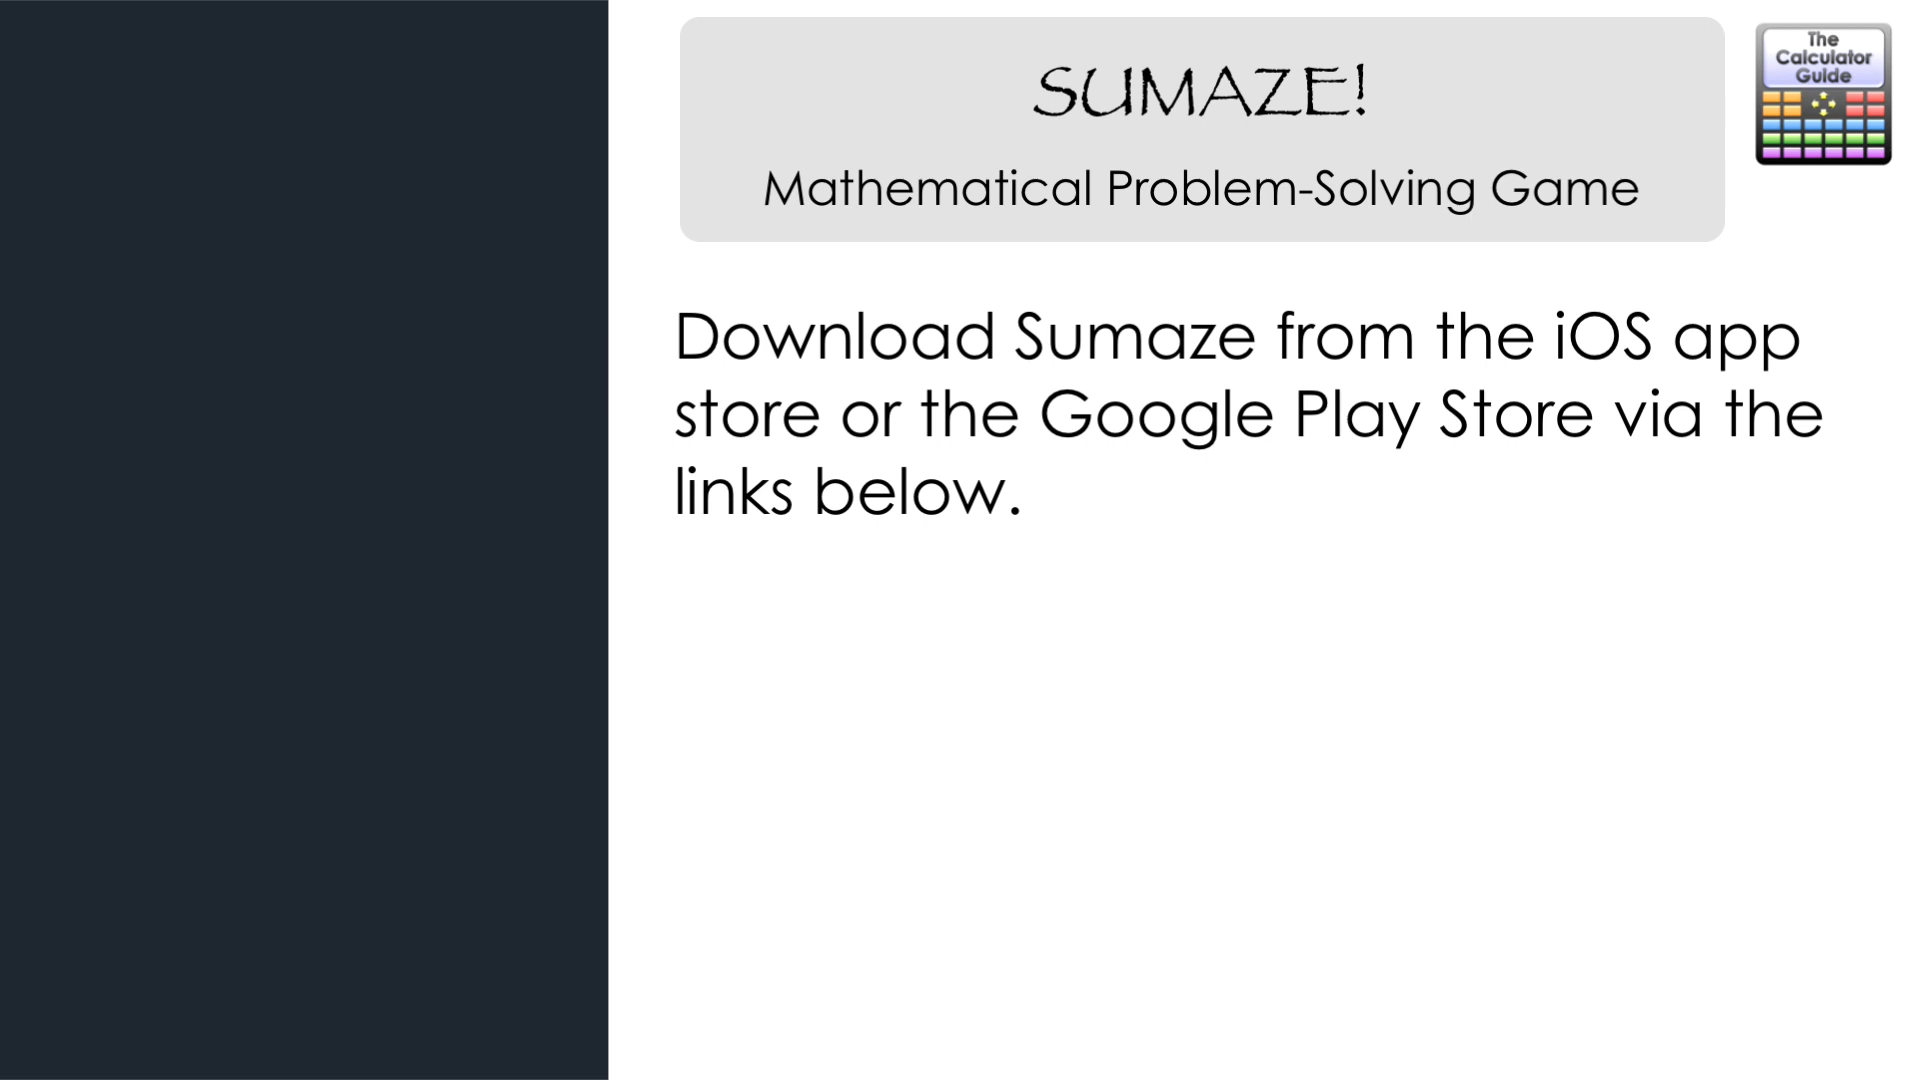 SUMAZE!
Mathematical Problem-Solving Game
The
Calculator
Guide
Download Sumaze from the iOS app
store or the Google Play Store via the
links below.